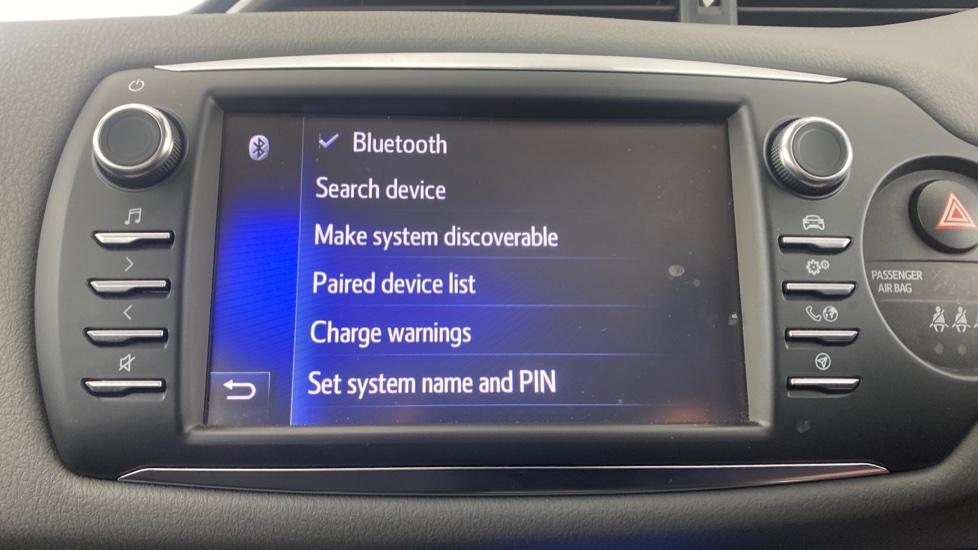 Bluetooth
Search device
Make system discoverable
Paired device list
Charge warnings
Set system name and PIN
PASSENGER
AIR BAG